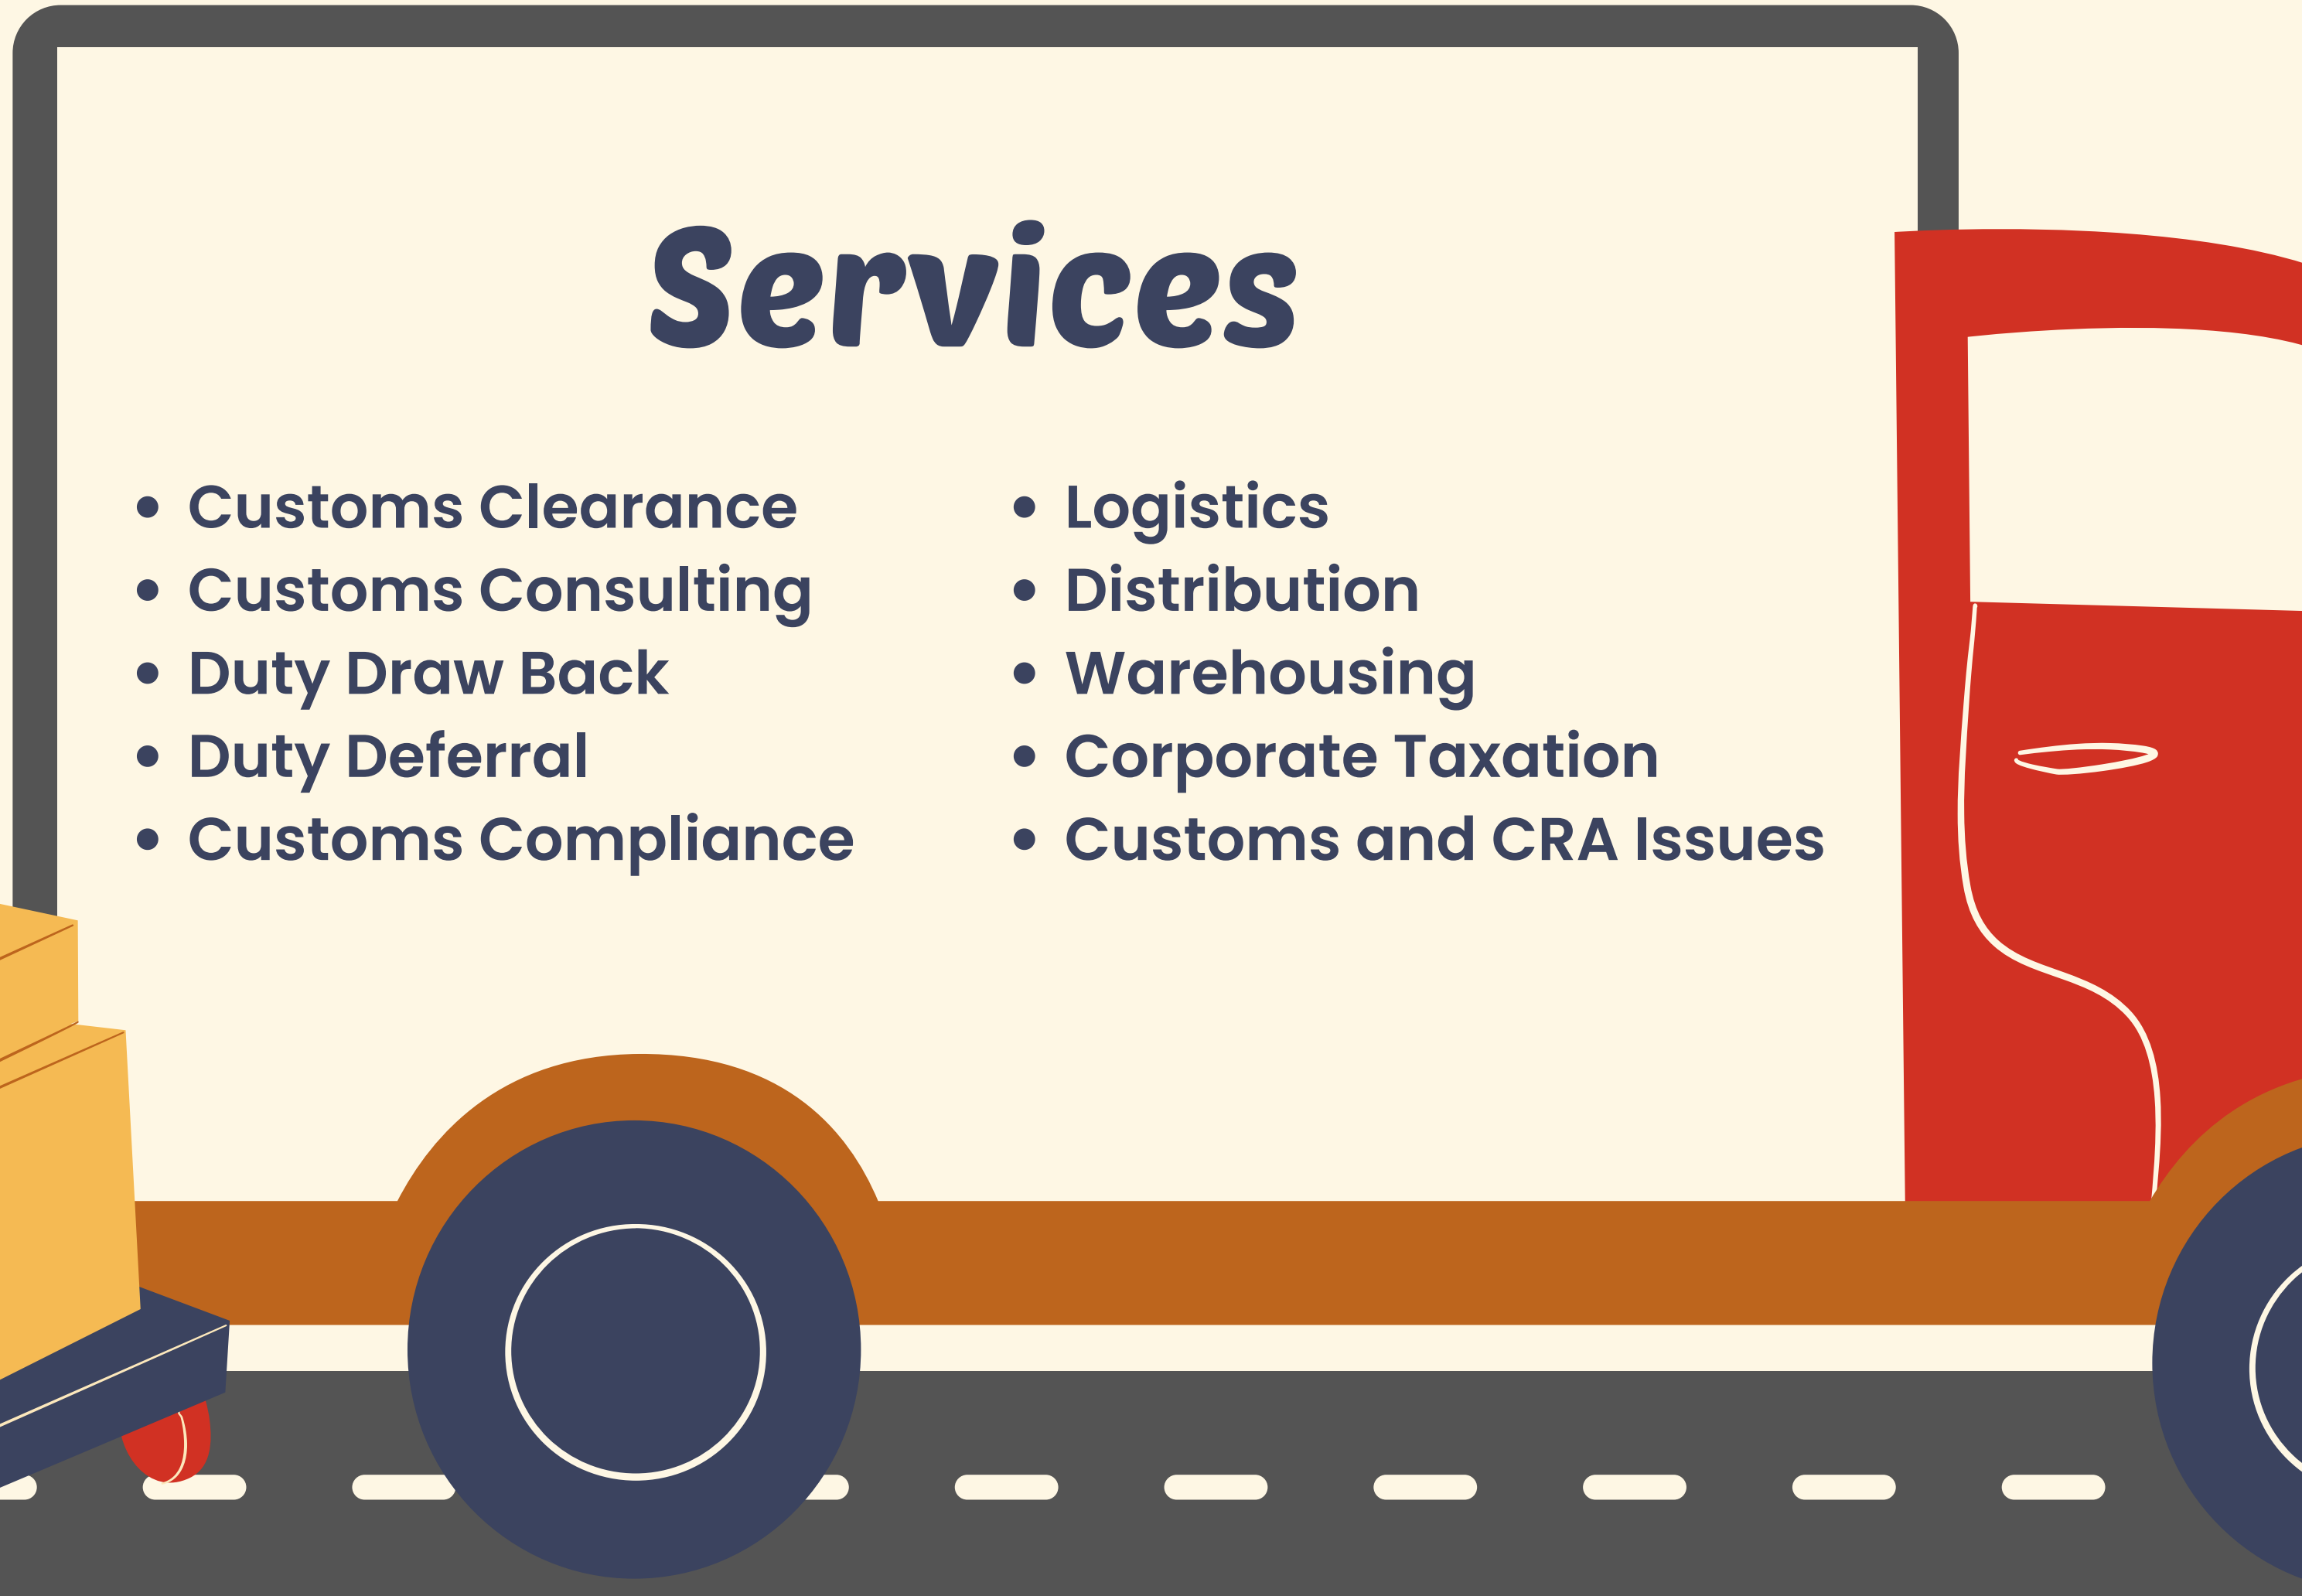 Services
Customs Clearance
Customs Consulting
Duty Draw Back
Duty Deferral
Customs Compliance
Logistics
Distribution
Warehousing
Corporate Taxation
Customs and CRA Issues